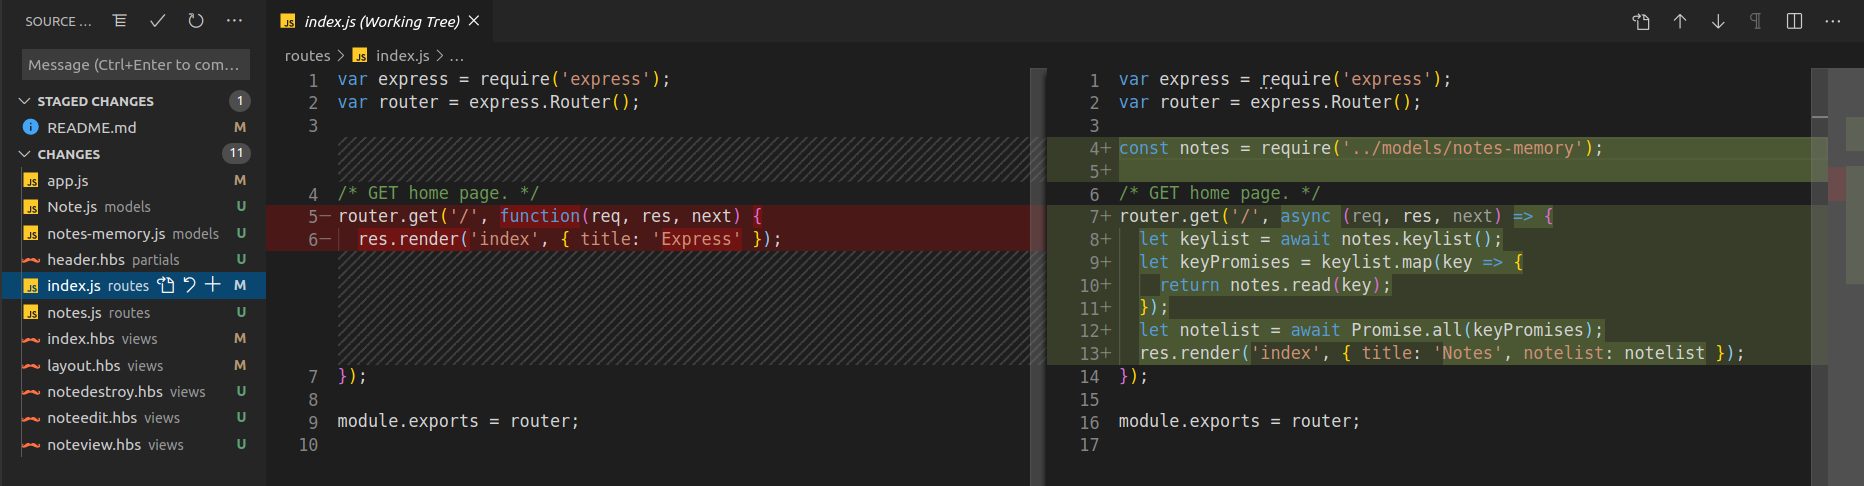 SOURCE ...
Message (Ctrl+Enter to com...
STAGED CHANGES 1
README.md M
CHANGES 11
JS app.js M
JS Note.js models U
JS notes-memory.js models U
header.hbs partials U
JS index.js routes M
JS notes.js routes U
index.hbs views M
layout.hbs views M
notedestroy.hbs views U
noteedit.hbs views U
noteview.hbs views U
JS index.js (Working Tree)
routes > JS index.js > ...
1 var express = require('express');
2 var router = express.Router();
3
4 /* GET home page. */
5− router.get('/', function(req, res, next) {
6− res.render('index', { title: 'Express' });
7 });
8
9 module.exports = router;
10
1 var express = require('express');
2 var router = express.Router();
3
4+ const notes = require('../models/notes-memory');
5+
6 /* GET home page. */
7+ router.get('/', async (req, res, next) => {
8+ let keylist = await notes.keylist();
9+ let keyPromises = keylist.map(key => {
10+ return notes.read(key);
11+ });
12+ let notelist = await Promise.all(keyPromises);
13+ res.render('index', { title: 'Notes', notelist: notelist });
14 });
15
16 module.exports = router;
17